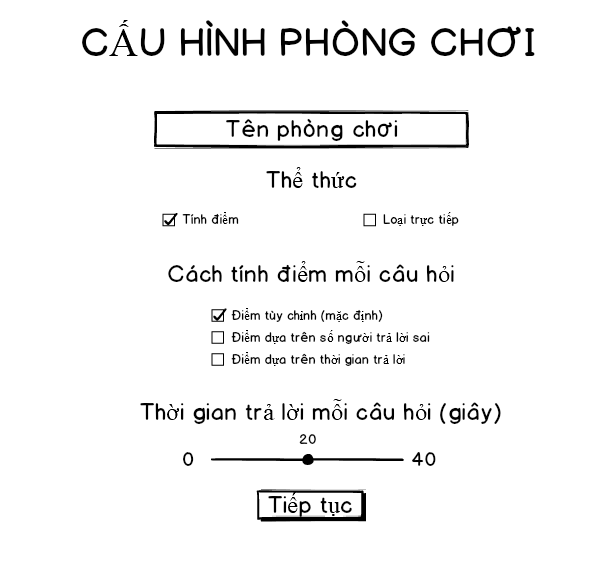 CẤU HÌNH PHÒNG CHƠI
Tên phòng chơi
Thể thức
Tính điểm
Loại trực tiếp
Cách tính điểm mỗi câu hỏi
Điểm tùy chỉnh (mặc định)
Điểm dựa trên số người trả lời sai
Điểm dựa trên thời gian trả lời
Thời gian trả lời mỗi câu hỏi (giây)
20
0 40
Tiếp tục